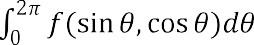 ∫₀^{2π} f(sin θ, cos θ)dθ